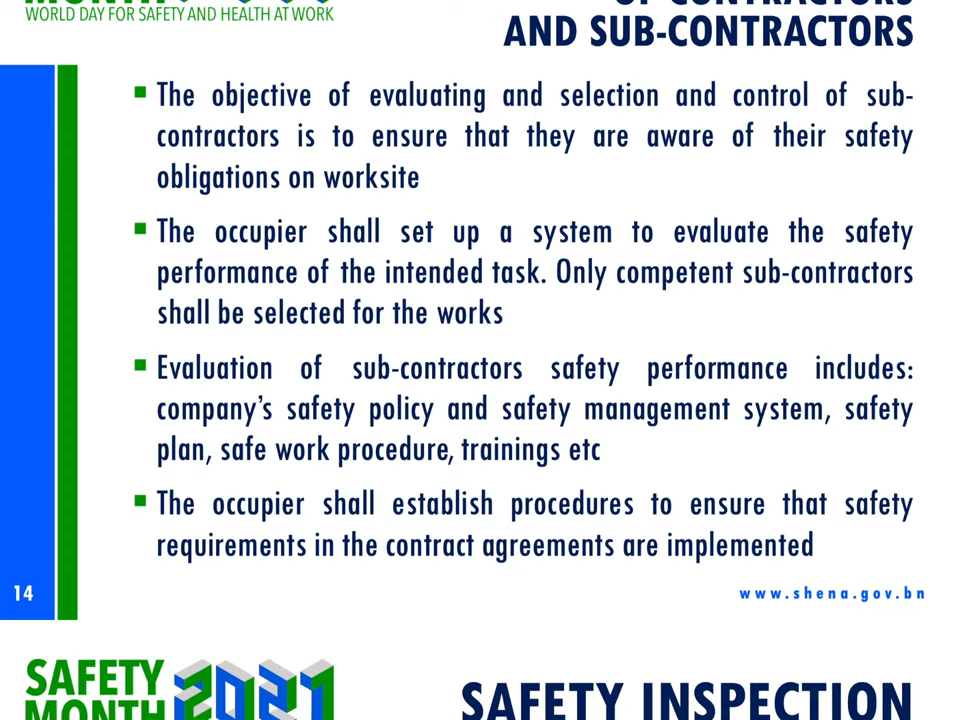 MONTH
WORLD DAY FOR SAFETY AND HEALTH AT WORK
OF CONTRACTORS
AND SUB-CONTRACTORS
▪ The objective of evaluating and selection and control of sub-
contractors is to ensure that they are aware of their safety
obligations on worksite
▪ The occupier shall set up a system to evaluate the safety
performance of the intended task. Only competent sub-contractors
shall be selected for the works
▪ Evaluation of sub-contractors safety performance includes:
company’s safety policy and safety management system, safety
plan, safe work procedure, trainings etc
▪ The occupier shall establish procedures to ensure that safety
requirements in the contract agreements are implemented
14
www.shena.gov.bn
SAFETY
MONTH
2021
SAFETY INSPECTION